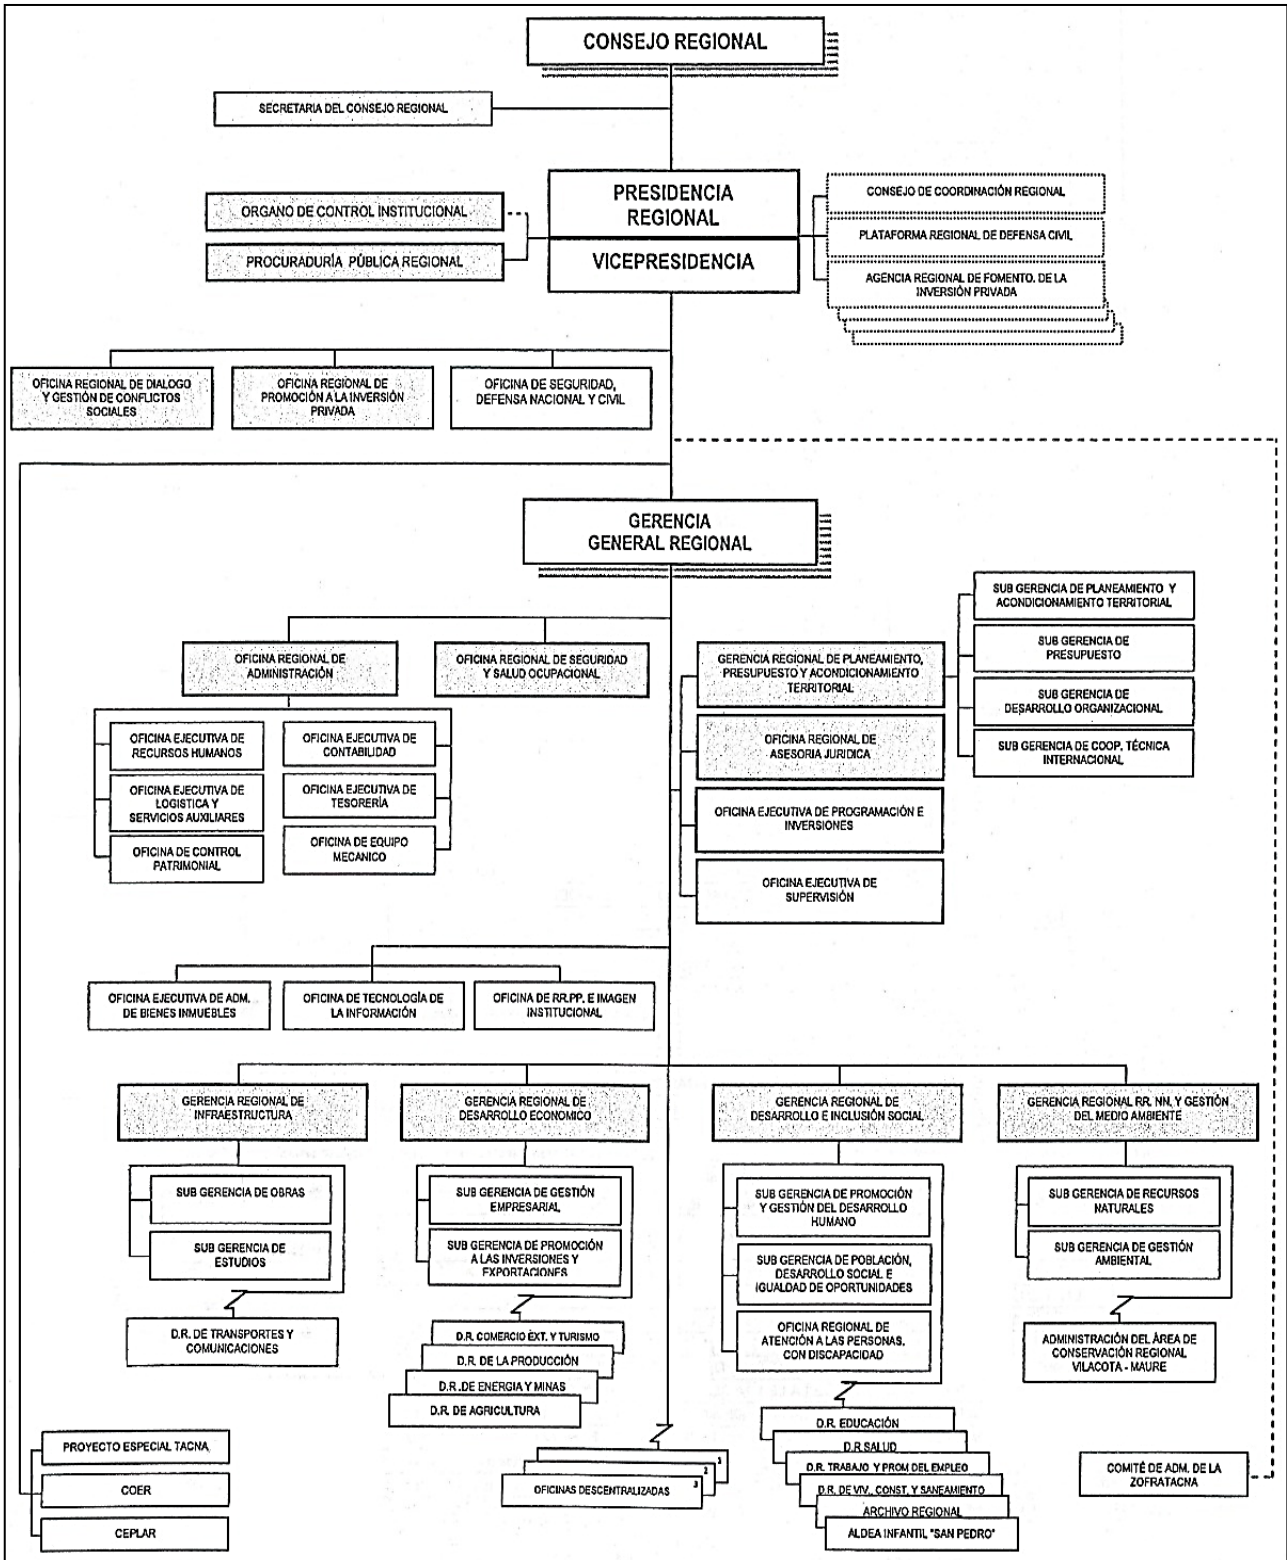 CONSEJO REGIONAL
SECRETARIA DEL CONSEJO REGIONAL
PRESIDENCIA
REGIONAL
VICEPRESIDENCIA
ORGANO DE CONTROL INSTITUCIONAL
PROCURADURÍA PÚBLICA REGIONAL
CONSEJO DE COORDINACIÓN REGIONAL
PLATAFORMA REGIONAL DE DEFENSA CIVIL
AGENCIA REGIONAL DE FOMENTO. DE LA
INVERSIÓN PRIVADA
OFICINA REGIONAL DE DIALOGO
Y GESTIÓN DE CONFLICTOS
SOCIALES
OFICINA REGIONAL DE
PROMOCIÓN A LA INVERSIÓN
PRIVADA
OFICINA DE SEGURIDAD,
DEFENSA NACIONAL Y CIVIL
GERENCIA
GENERAL REGIONAL
OFICINA REGIONAL DE
ADMINISTRACIÓN
OFICINA REGIONAL DE SEGURIDAD
Y SALUD OCUPACIONAL
OFICINA EJECUTIVA DE
RECURSOS HUMANOS
OFICINA EJECUTIVA DE
LOGISTICA Y
SERVICIOS AUXILIARES
OFICINA DE CONTROL
PATRIMONIAL
OFICINA EJECUTIVA DE
CONTABILIDAD
OFICINA EJECUTIVA DE
TESORERÍA
OFICINA DE EQUIPO
MECANICO
GERENCIA REGIONAL DE PLANEAMIENTO,
PRESUPUESTO Y ACONDICIONAMIENTO
TERRITORIAL
OFICINA REGIONAL DE
ASESORIA JURIDICA
OFICINA EJECUTIVA DE PROGRAMACIÓN E
INVERSIONES
OFICINA EJECUTIVA DE
SUPERVISIÓN
SUB GERENCIA DE PLANEAMIENTO Y
ACONDICIONAMIENTO TERRITORIAL
SUB GERENCIA DE
PRESUPUESTO
SUB GERENCIA DE
DESARROLLO ORGANIZACIONAL
SUB GERENCIA DE COOP. TÉCNICA
INTERNACIONAL
OFICINA EJECUTIVA DE ADM.
DE BIENES INMUEBLES
OFICINA DE TECNOLOGÍA DE
LA INFORMACIÓN
OFICINA DE RR.PP. E IMAGEN
INSTITUCIONAL
GERENCIA REGIONAL DE
INFRAESTRUCTURA
SUB GERENCIA DE OBRAS
SUB GERENCIA DE
ESTUDIOS
D.R. DE TRANSPORTES Y
COMUNICACIONES
GERENCIA REGIONAL DE
DESARROLLO ECONOMICO
SUB GERENCIA DE GESTIÓN
EMPRESARIAL
SUB GERENCIA DE PROMOCIÓN
A LAS INVERSIONES Y
EXPORTACIONES
D.R. COMERCIO EXT. Y TURISMO
D.R. DE LA PRODUCCIÓN
D.R. .DE ENERGIA Y MINAS
D.R. DE AGRICULTURA
GERENCIA REGIONAL DE
DESARROLLO E INCLUSIÓN SOCIAL
SUB GERENCIA DE PROMOCIÓN
Y GESTIÓN DEL DESARROLLO
HUMANO
SUB GERENCIA DE POBLACIÓN,
DESARROLLO SOCIAL E
IGUALDAD DE OPORTUNIDADES
OFICINA REGIONAL DE
ATENCIÓN A LAS PERSONAS.
CON DISCAPACIDAD
D.R. EDUCACIÓN
D.R SALUD
D.R. TRABAJO Y PROM DEL EMPLEO
D.R. DE VIV., CONST. Y SANEAMIENTO
ARCHIVO REGIONAL
ALDEA INFANTIL "SAN PEDRO"
GERENCIA REGIONAL RR. NN. Y GESTIÓN
DEL MEDIO AMBIENTE
SUB GERENCIA DE RECURSOS
NATURALES
SUB GERENCIA DE GESTIÓN
AMBIENTAL
ADMINISTRACIÓN DEL ÁREA DE
CONSERVACIÓN REGIONAL
VILACOTA - MAURE
PROYECTO ESPECIAL TACNA
COER
CEPLAR
1
2
OFICINAS DESCENTRALIZADAS 3
COMITÉ DE ADM. DE LA
ZOFRATACNA